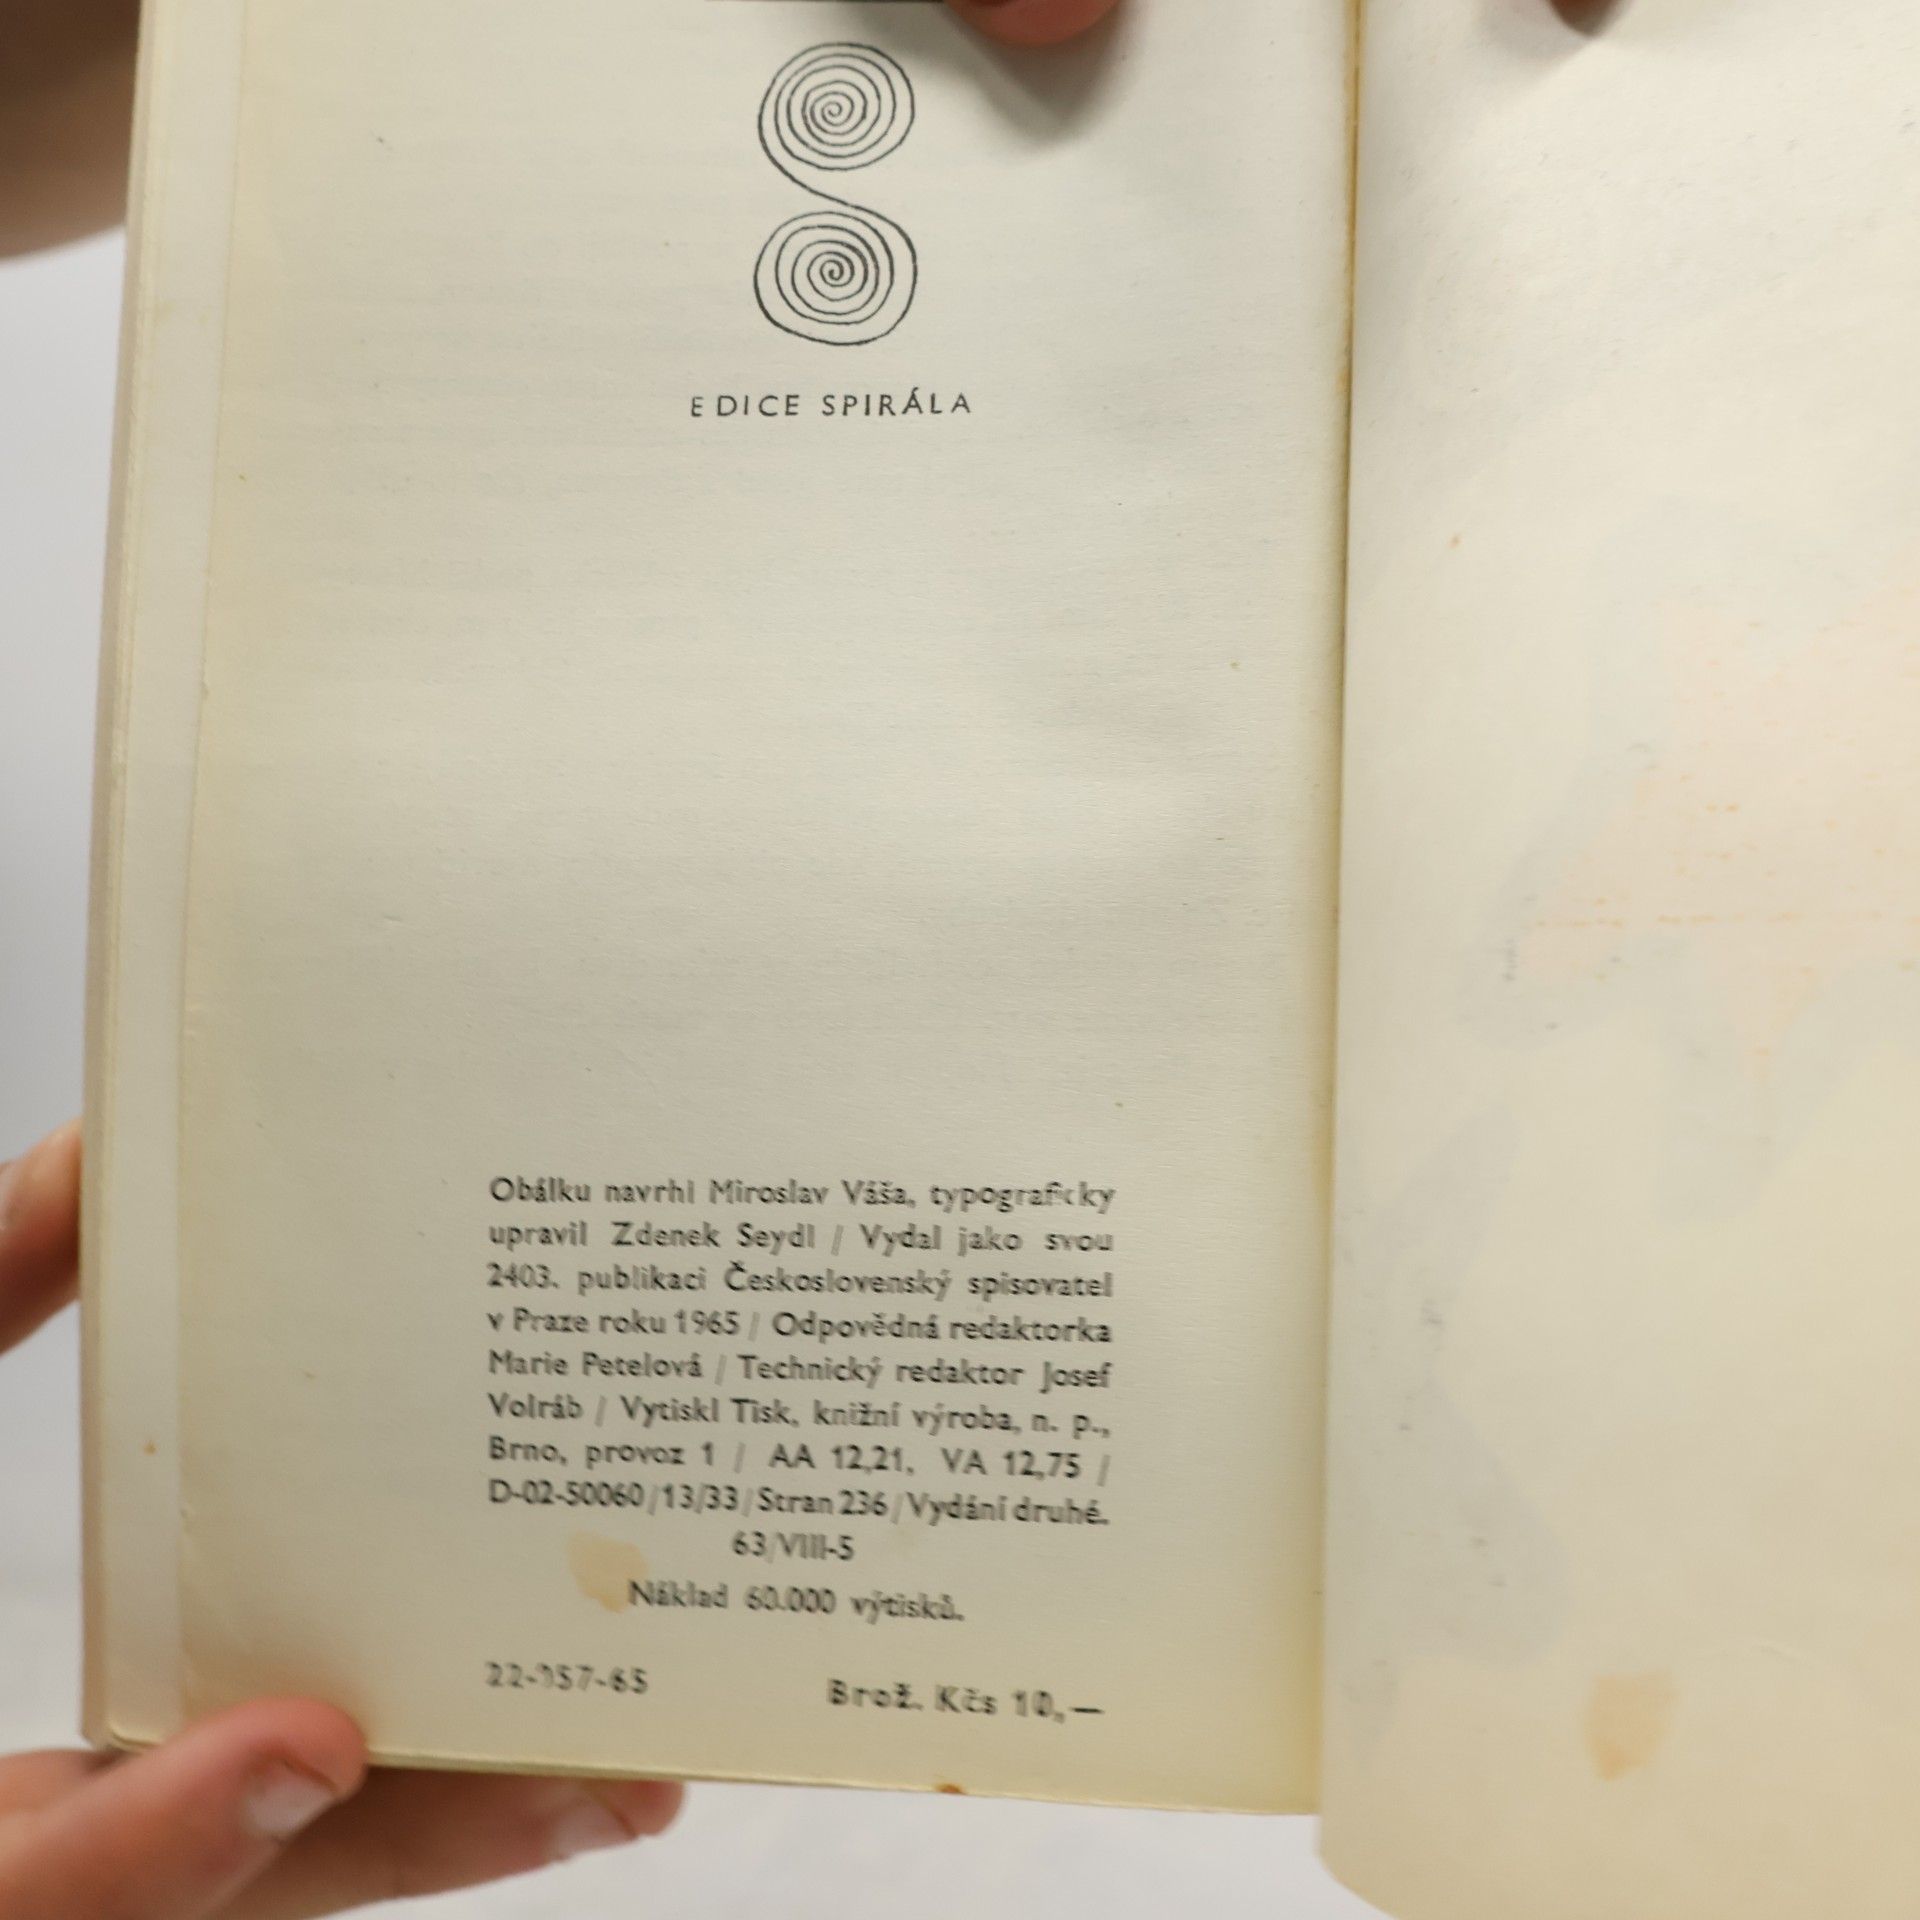 EDICE SPIRÁLA
Obálku navrhl Miroslav Váša, typograficky
upravil Zdenek Seydl / Vydal jako svou
2403. publikaci Československý spisovatel
v Praze roku 1965 / Odpovědná redaktorka
Marie Petelová / Technický redaktor Josef
Volráb / Vytiskl Tisk, knižní výroba, n. p.,
Brno, provoz 1 / AA 12,21, VA 12,75 /
D-02-50060/13/33/Stran 236/Vydání druhé.
63/VIII-5
Náklad 60.000 výtisků.
22-057-65 Brož. Kčs 10,—